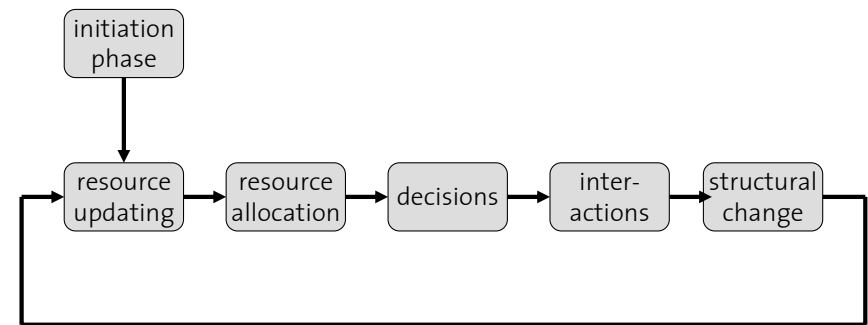 initiation
phase
resource
updating
resource
allocation
decisions
inter-
actions
structural
change